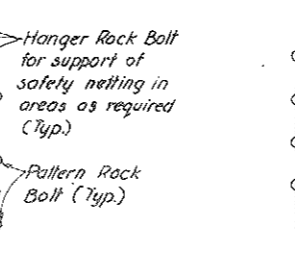 Hanger Rock Bolt
for support of
safety netting in
areas as required
(Typ.)
Pattern Rock
Bolt (Typ.)